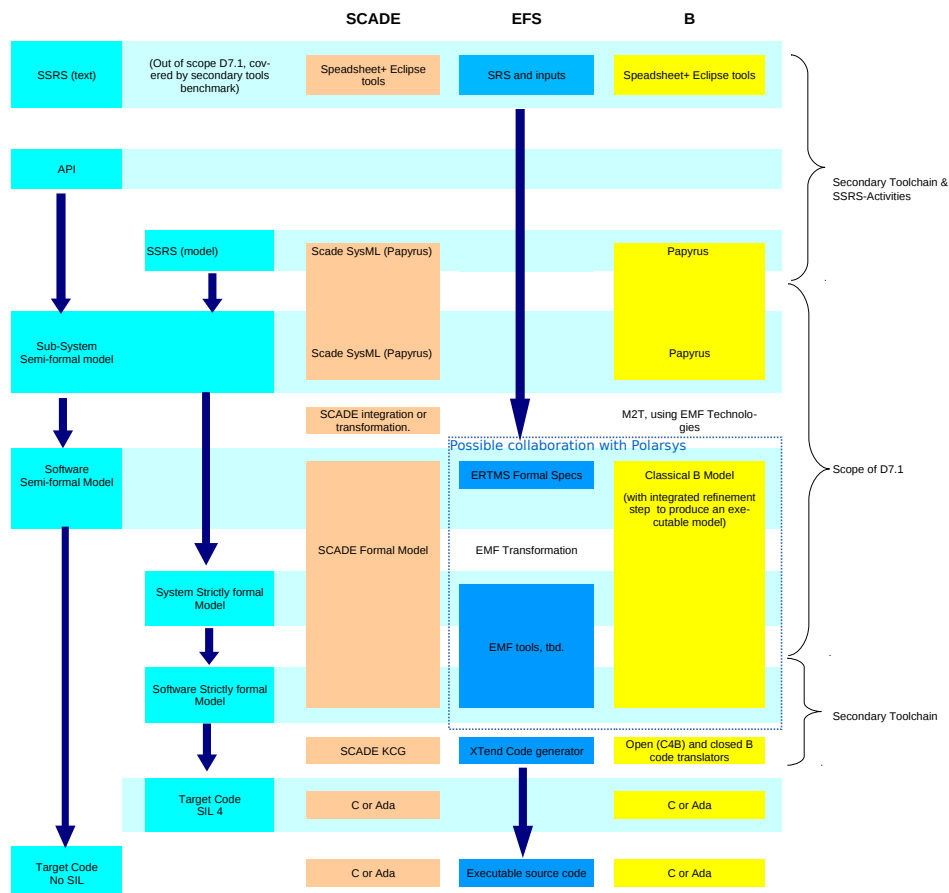 SCADE
EFS
B
SSRS (text)
(Out of scope D7.1, cov-
ered by secondary tools
benchmark)
Speadsheet+ Eclipse
tools
SRS and inputs
Speadsheet+ Eclipse tools
API
Secondary Toolchain &
SSRS-Activities
SSRS (model)
Scade SysML (Papyrus)
Papyrus
Sub-System
Semi-formal model
Scade SysML (Papyrus)
Papyrus
SCADE integration or
transformation.
M2T, using EMF Technolo-
gies
Possible collaboration with Polarsys
Software
Semi-formal Model
ERTMS Formal Specs
Classical B Model
(with integrated refinement
step to produce an exe-
cutable model)
Scope of D7.1
SCADE Formal Model
EMF Transformation
System Strictly formal
Model
EMF tools, tbd.
Software Strictly formal
Model
Secondary Toolchain
SCADE KCG
XTend Code generator
Open (C4B) and closed B
code translators
Target Code
SIL 4
C or Ada
C or Ada
Target Code
No SIL
C or Ada
Executable source code
C or Ada